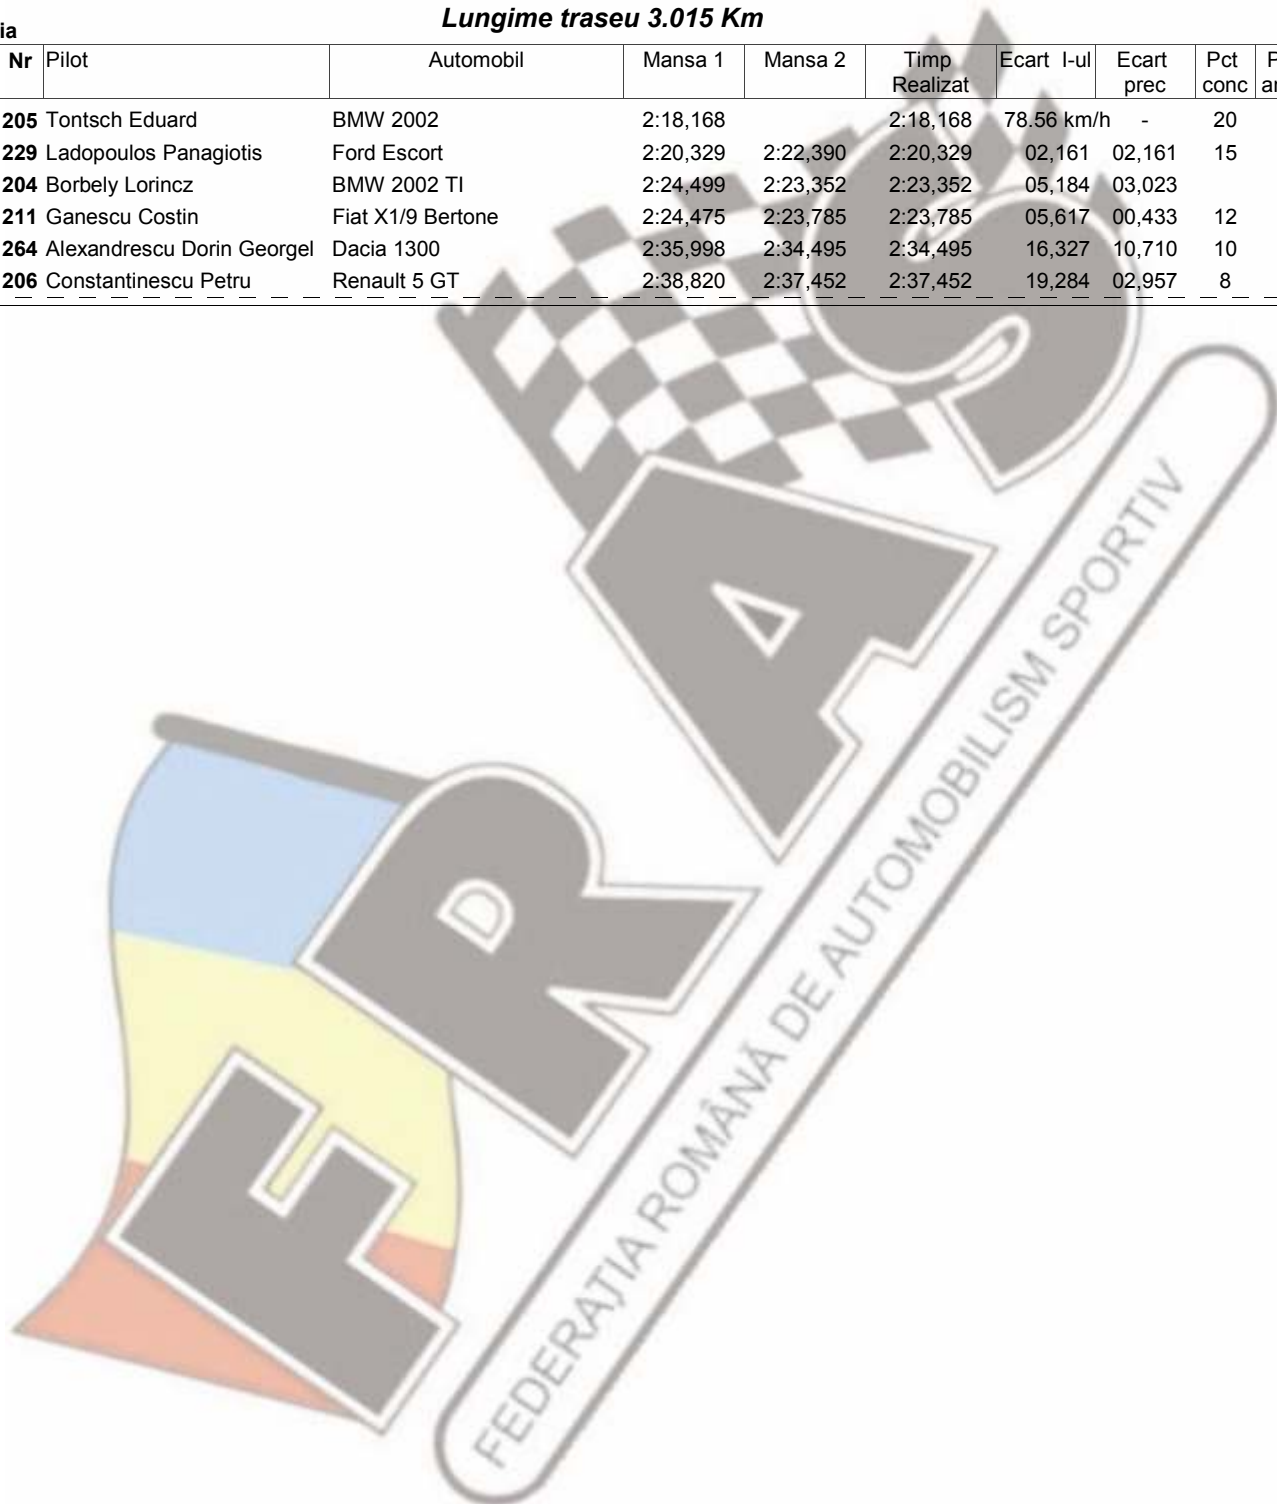 Lungime traseu 3.015 Km
ia
Nr Pilot Automobil Mansa 1 Mansa 2 Timp Realizat Ecart I-ul Ecart prec Pct conc
205 Tontsch Eduard BMW 2002 2:18,168 2:18,168 78.56 km/h - 20
229 Ladopoulos Panagiotis Ford Escort 2:20,329 2:22,390 2:20,329 02,161 02,161 15
204 Borbely Lorincz BMW 2002 TI 2:24,499 2:23,352 2:23,352 05,184 03,023
211 Ganescu Costin Fiat X1/9 Bertone 2:24,475 2:23,785 2:23,785 05,617 00,433 12
264 Alexandrescu Dorin Georgel Dacia 1300 2:35,998 2:34,495 2:34,495 16,327 10,710 10
206 Constantinescu Petru Renault 5 GT 2:38,820 2:37,452 2:37,452 19,284 02,957 8
FRAS
FEDERAŢIA ROMÂNĂ DE AUTOMOBILISM SPORTIV